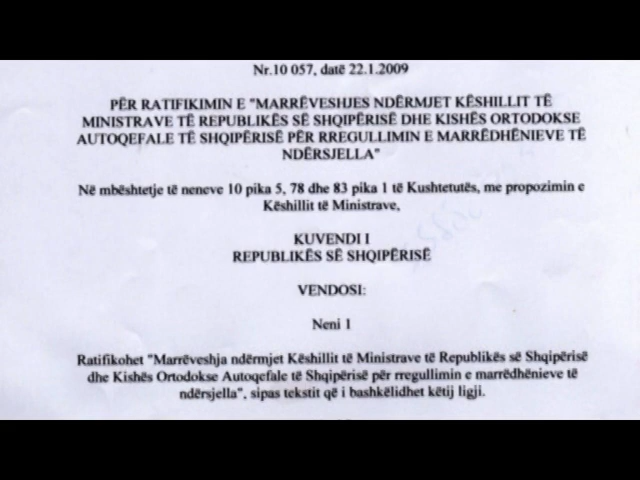 Nr.10 057, datë 22.1.2009
PËR RATIFIKIMIN E "MARRËVESHJES NDËRMJET KËSHILLIT TË
MINISTRAVE TË REPUBLIKËS SË SHQIPËRISË DHE KISHËS ORTODOKSE
AUTOQEFALE TË SHQIPËRISË PËR RREGULLIMIN E MARRËDHËNIEVE TË
NDËRSJELLA"
Në mbështetje të neneve 10 pika 5, 78 dhe 83 pika 1 të Kushtetutës, me propozimin e
Këshillit të Ministrave,
KUVENDI I
REPUBLIKËS SË SHQIPËRISË
VENDOSI:
Neni 1
Ratifikohet "Marrëveshja ndërmjet Këshillit të Ministrave të Republikës së Shqipërisë
dhe Kishës Ortodokse Autoqefale të Shqipërisë për rregullimin e marrëdhënieve të
ndërsjella", sipas tekstit që i bashkëlidhet këtij ligji.